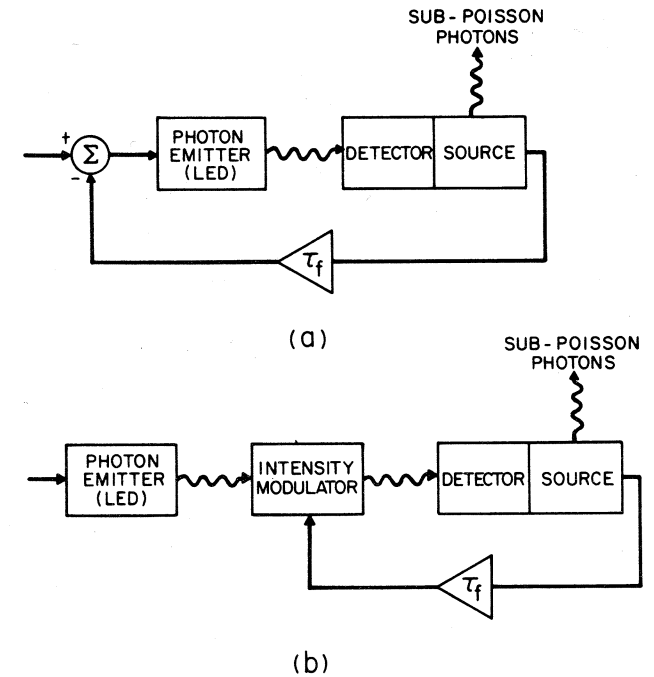 SUB-POISSON
PHOTONS
+
Σ
-
PHOTON
EMITTER
(LED)
DETECTOR
SOURCE
τf
(a)
SUB-POISSON
PHOTONS
PHOTON
EMITTER
(LED)
INTENSITY
MODULATOR
DETECTOR
SOURCE
τf
(b)